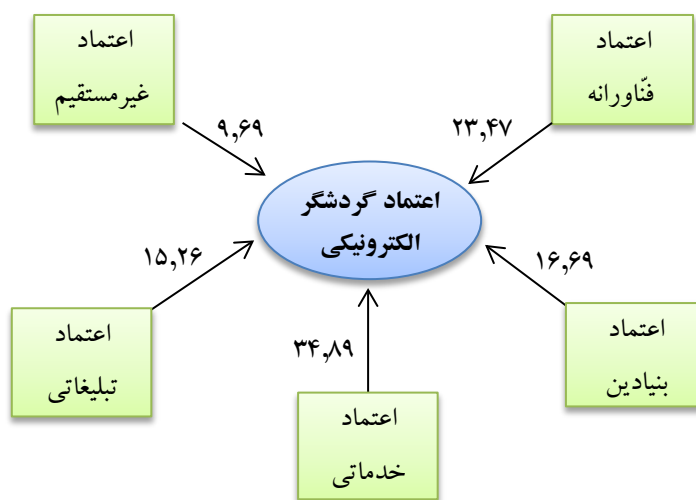 اعتماد
فنّاورانه
اعتماد
غیرمستقیم
۲۳,۴۷
۹,۶۹
اعتماد گردشگر
الکترونیکی
۱۶,۶۹
۱۵,۲۶
اعتماد
بنیادین
۳۴,۸۹
اعتماد
تبلیغاتی
اعتماد
خدماتی